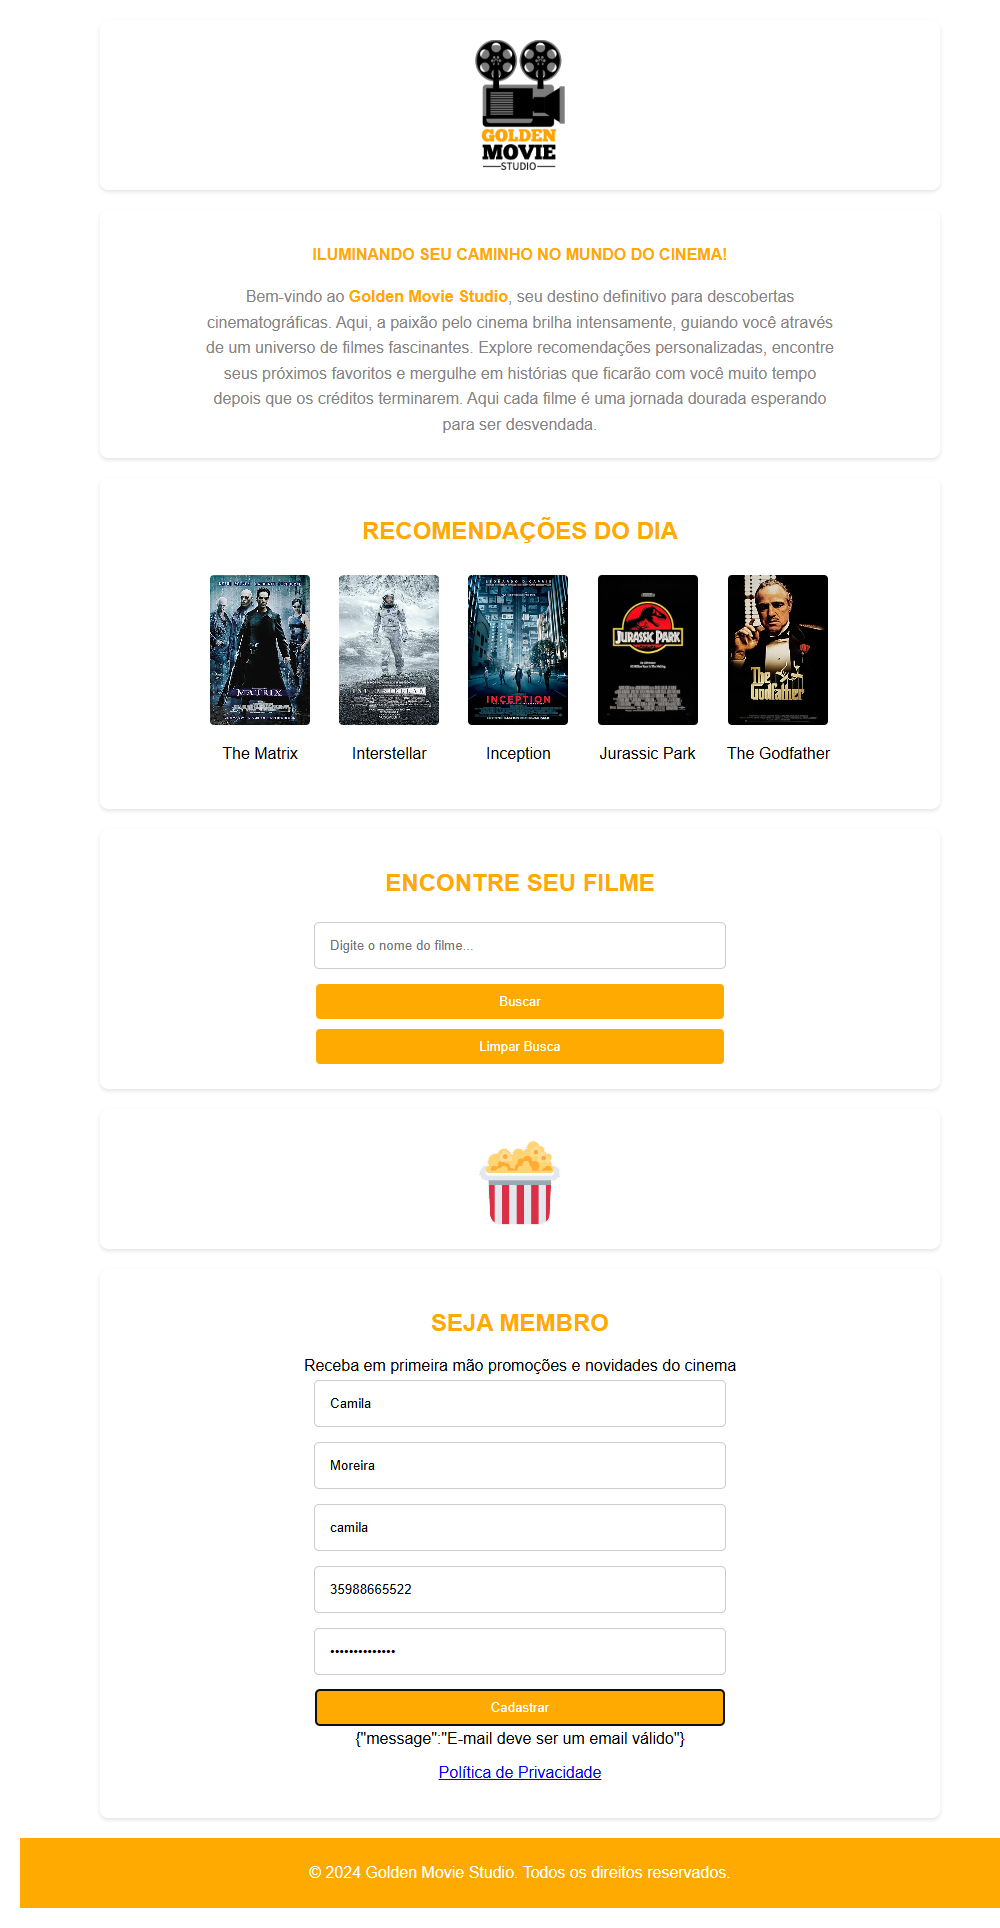 GOLDEN
MOVIE
STUDIO
ILUMINANDO SEU CAMINHO NO MUNDO DO CINEMA!
Bem-vindo ao Golden Movie Studio, seu destino definitivo para descobertas
cinematográficas. Aqui, a paixão pelo cinema brilha intensamente, guiando você através
de um universo de filmes fascinantes. Explore recomendações personalizadas, encontre
seus próximos favoritos e mergulhe em histórias que ficarão com você muito tempo
depois que os créditos terminarem. Aqui cada filme é uma jornada dourada esperando
para ser desvendada.
RECOMENDAÇÕES DO DIA
MATRIX
INTERSTELLAR
INCEPTION
JURASSIC PARK
The Godfather
The Matrix
Interstellar
Inception
Jurassic Park
The Godfather
ENCONTRE SEU FILME
Digite o nome do filme...
Buscar
Limpar Busca
SEJA MEMBRO
Receba em primeira mão promoções e novidades do cinema
Camila
Moreira
camila
35988665522
••••••••••••••
Cadastrar
{"message":"E-mail deve ser um email válido"}
Política de Privacidade
© 2024 Golden Movie Studio. Todos os direitos reservados.